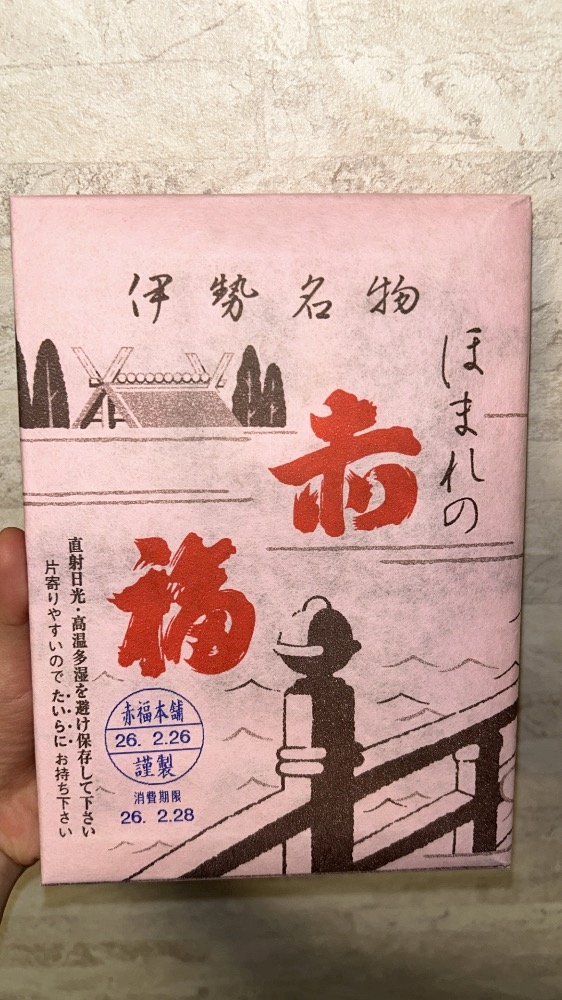 伊勢名物
ほまれの
赤
福
直射日光・高温多湿を避け保存して下さい
片寄りやすいので たいらに お持ち下さい
赤福本舗
26. 2.26
謹製
消費期限
26. 2.28